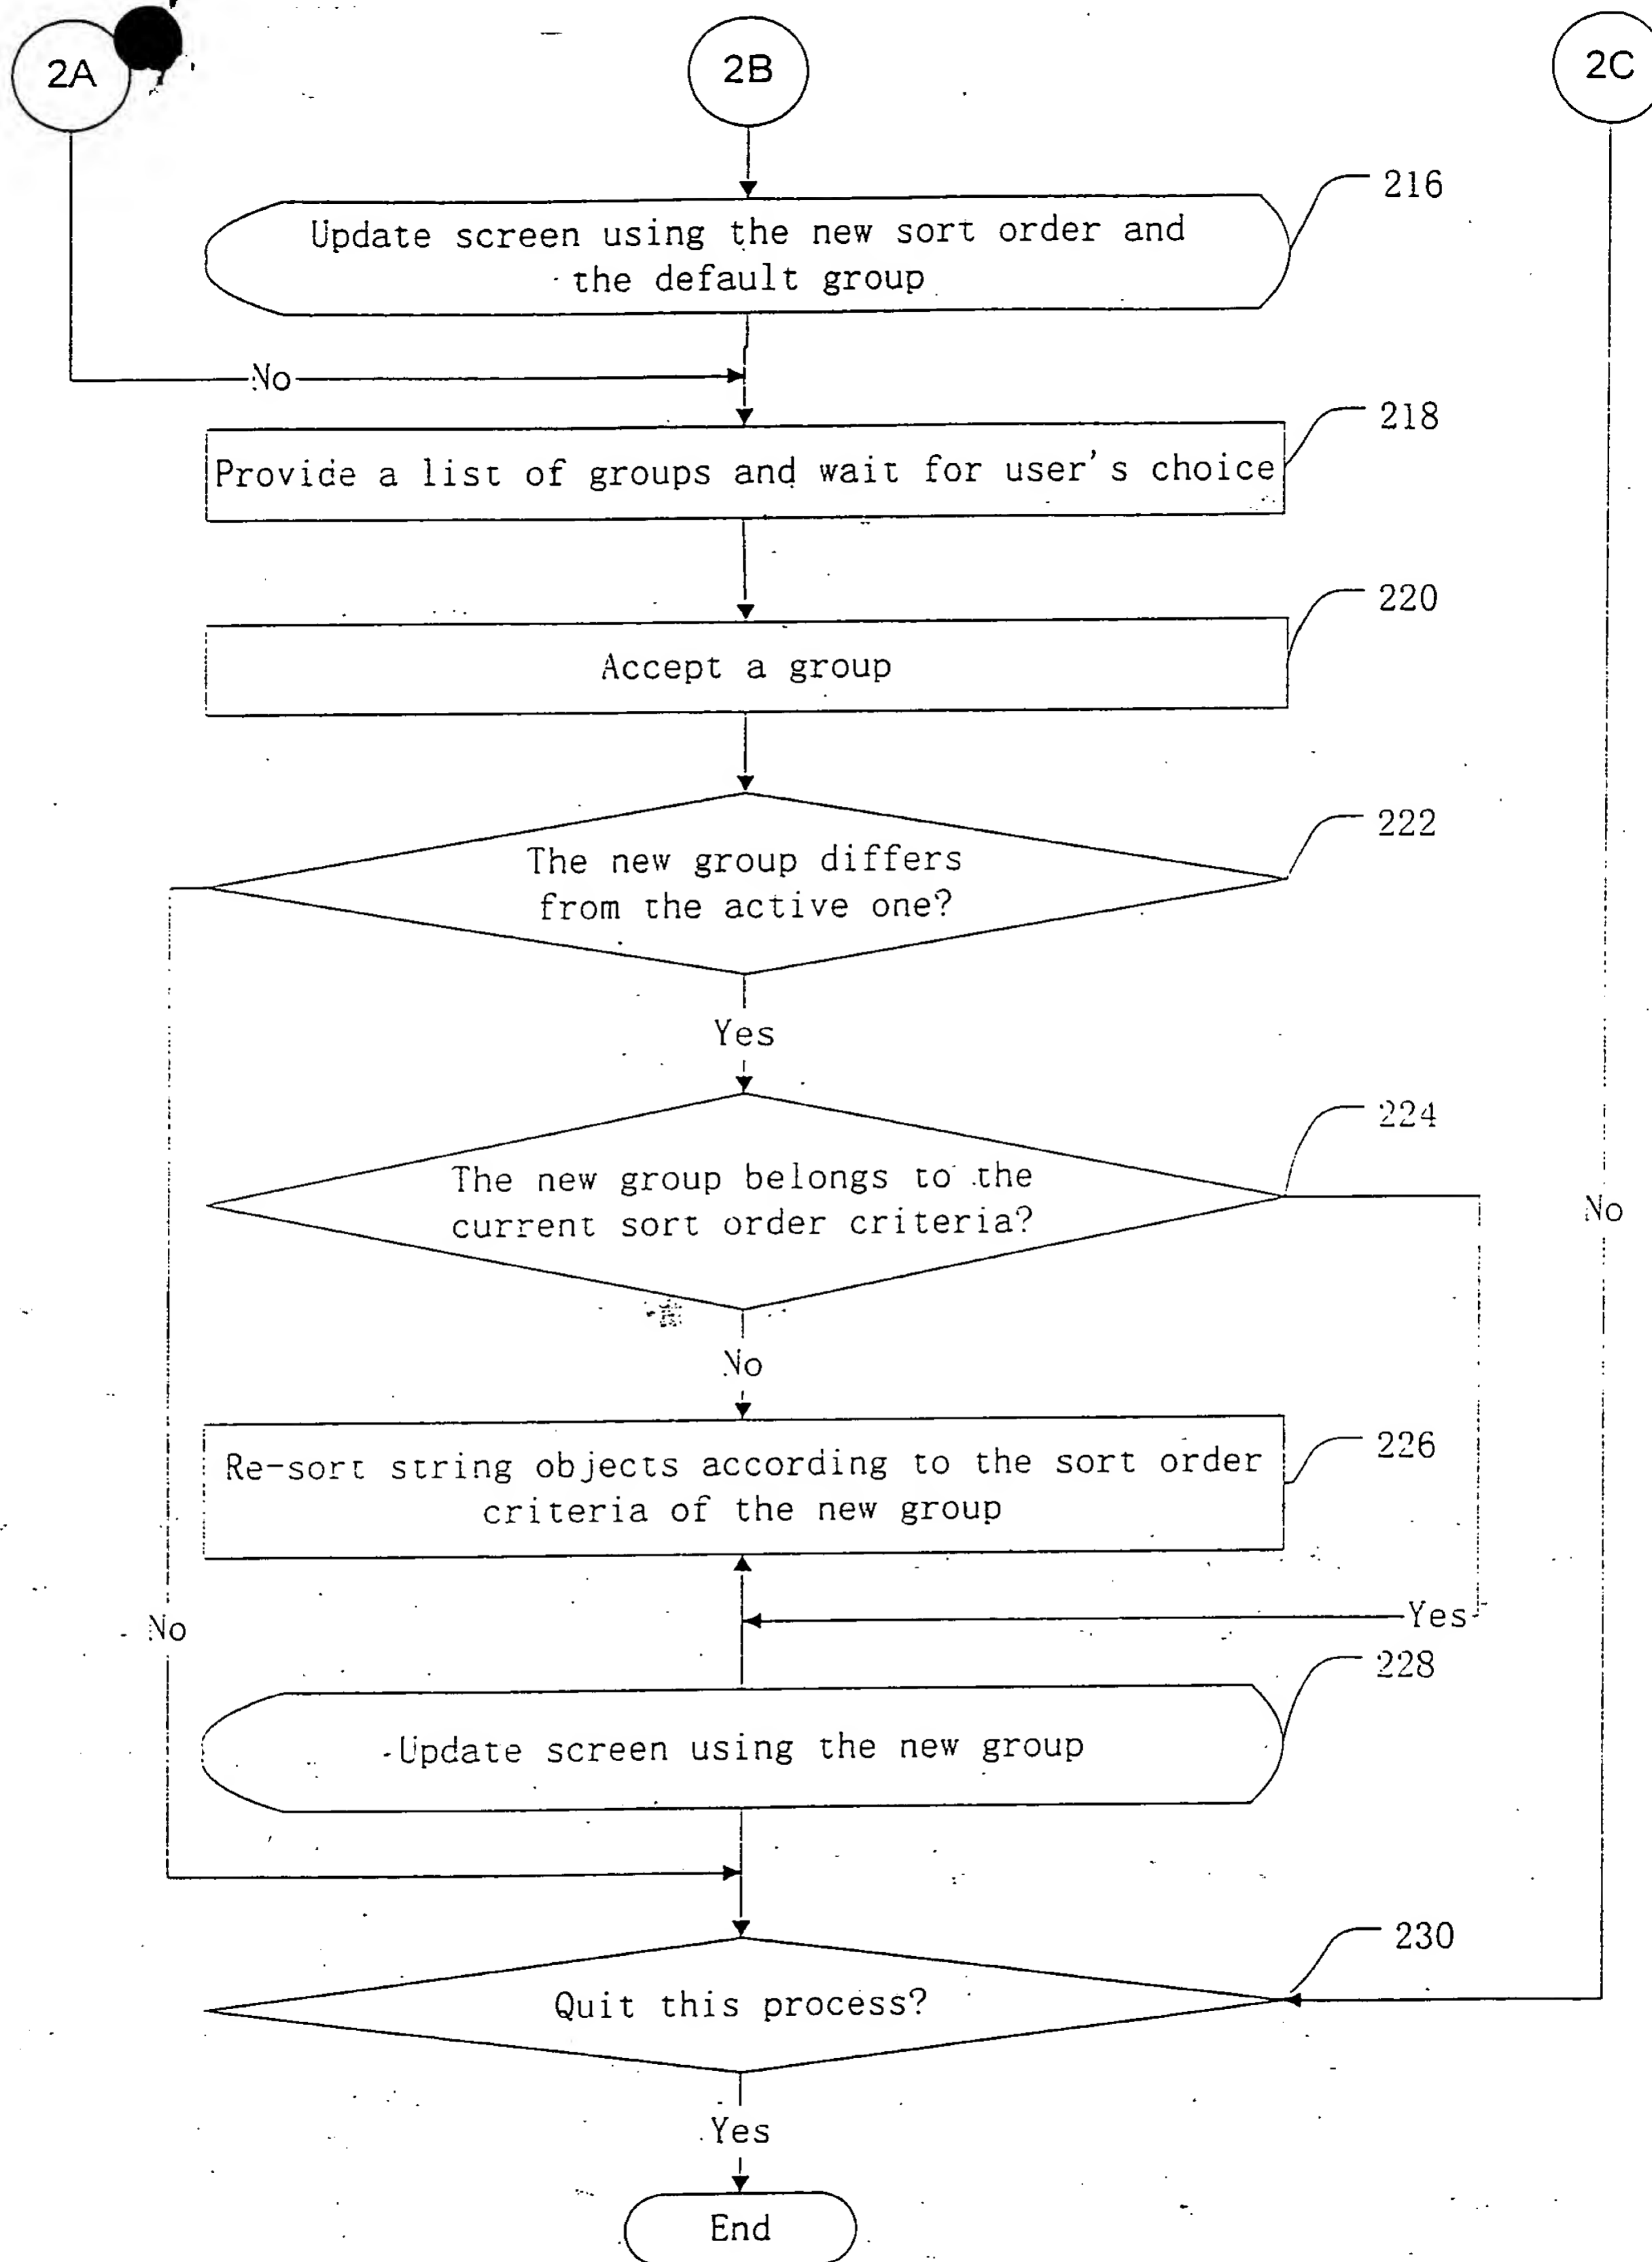 2A
2B
2C
216
Update screen using the new sort order and
the default group
No
218
Provide a list of groups and wait for user's choice
220
Accept a group
222
The new group differs
from the active one?
Yes
224
The new group belongs to the
current sort order criteria?
No
No
226
Re-sort string objects according to the sort order
criteria of the new group
Yes
No
228
Update screen using the new group
230
Quit this process?
Yes
End